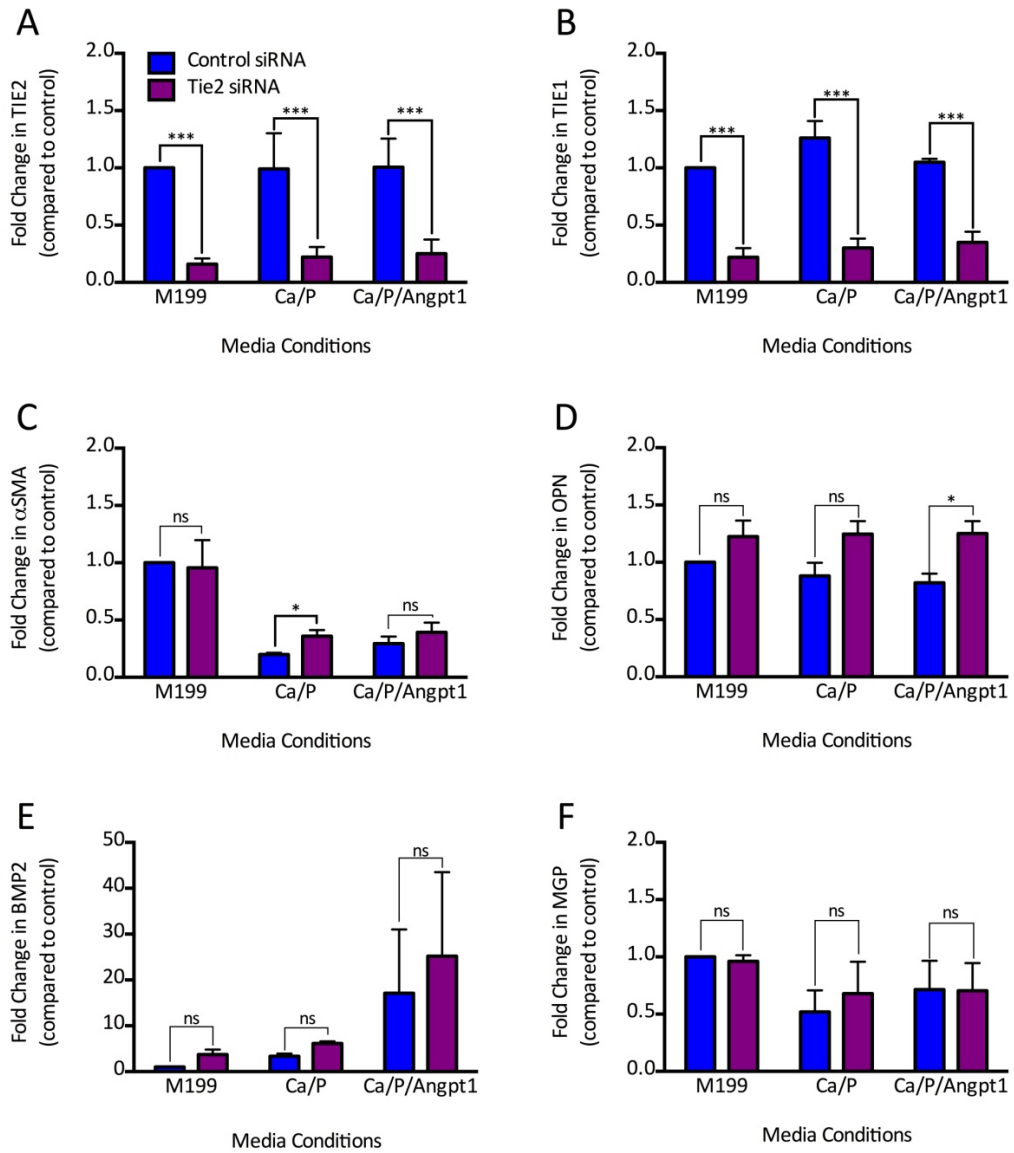 A
Fold Change in TIE2
(compared to control)
2.0
1.5
1.0
0.5
0.0
Control siRNA
Tie2 siRNA
***
***
***
M199
Ca/P
Ca/P/Angpt1
Media Conditions
B
Fold Change in TIE1
(compared to control)
2.0
1.5
1.0
0.5
0.0
***
***
***
M199
Ca/P
Ca/P/Angpt1
Media Conditions
C
Fold Change in αSMA
(compared to control)
2.0
1.5
1.0
0.5
0.0
ns
*
ns
M199
Ca/P
Ca/P/Angpt1
Media Conditions
D
Fold Change in OPN
(compared to control)
2.0
1.5
1.0
0.5
0.0
ns
ns
*
M199
Ca/P
Ca/P/Angpt1
Media Conditions
E
Fold Change in BMP2
(compared to control)
50
40
30
20
10
0
ns
ns
ns
M199
Ca/P
Ca/P/Angpt1
Media Conditions
F
Fold Change in MGP
(compared to control)
2.0
1.5
1.0
0.5
0.0
ns
ns
ns
M199
Ca/P
Ca/P/Angpt1
Media Conditions